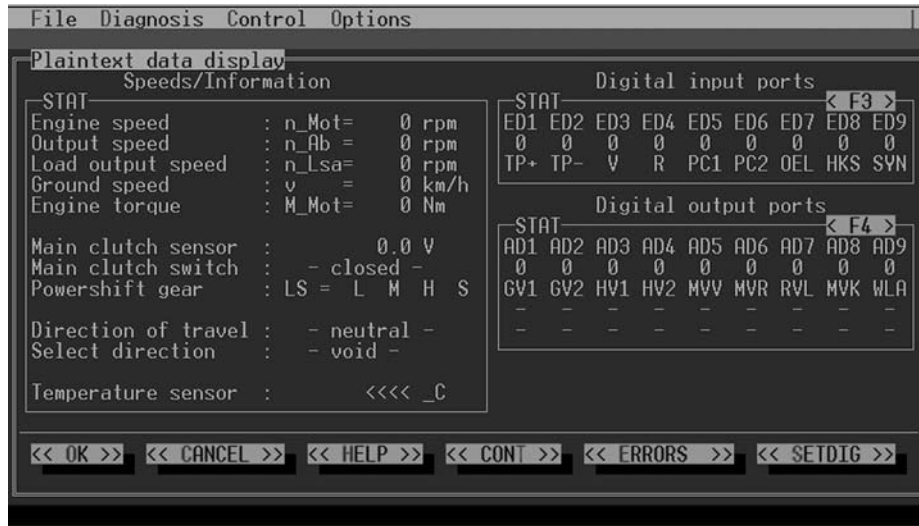 File Diagnosis Control Options
Plaintext data display
Speeds/Information
STAT
Engine speed : n_Mot= 0 rpm
Output speed : n_Ab = 0 rpm
Load output speed : n_Lsa= 0 rpm
Ground speed : v = 0 km/h
Engine torque : M_Mot= 0 Nm
Main clutch sensor : 0.0 V
Main clutch switch : - closed -
Powershift gear : LS = L M H S
Direction of travel : - neutral -
Select direction : - void -
Temperature sensor : <<<< _C
Digital input ports
STAT < F3 >
ED1 ED2 ED3 ED4 ED5 ED6 ED7 ED8 ED9
0 0 0 0 0 0 0 0 0
TP+ TP- V R PC1 PC2 OEL HKS SYN
Digital output ports
STAT < F4 >
AD1 AD2 AD3 AD4 AD5 AD6 AD7 AD8 AD9
0 0 0 0 0 0 0 0 0
GV1 GV2 HV1 HV2 MVV MVR RVL MVK WLA
- - - - - - - - -
- - - - - - - - -
<< OK >> << CANCEL >> << HELP >> << CONT >> << ERRORS >> << SETDIG >>